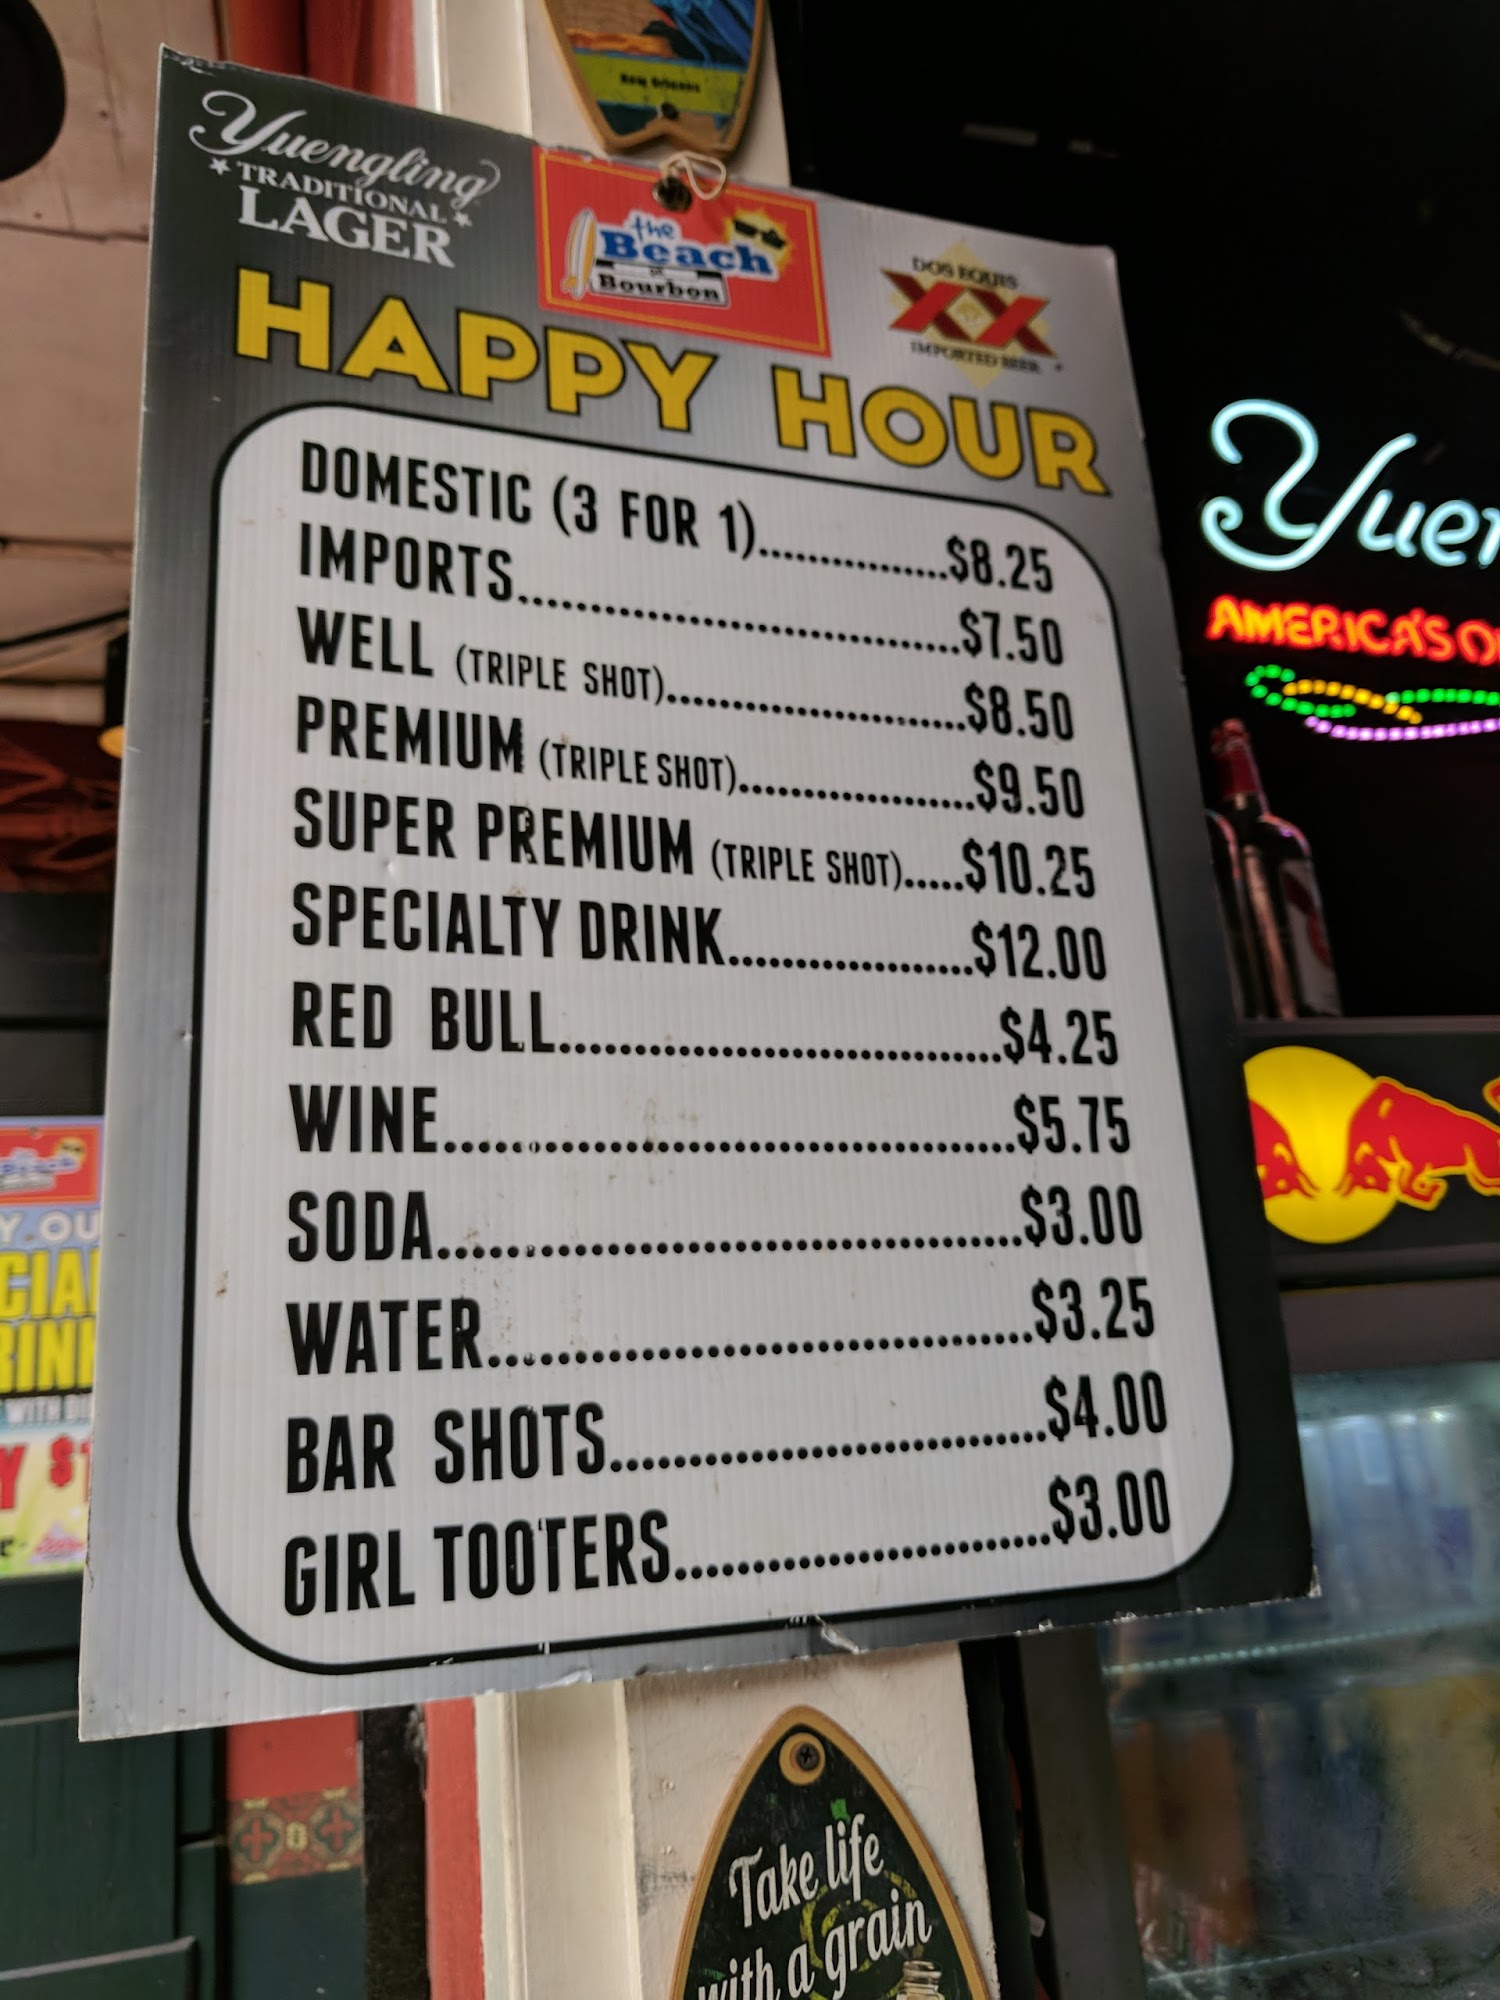 New Orleans
Yuengling
TRADITIONAL
LAGER
the
Beach
on
Bourbon
DOS EQUIS
XX
IMPORTED BEER
HAPPY HOUR
DOMESTIC (3 FOR 1)...............$8.25
IMPORTS..................................$7.50
WELL (TRIPLE SHOT).......................$8.50
PREMIUM (TRIPLE SHOT)..................$9.50
SUPER PREMIUM (TRIPLE SHOT).....$10.25
SPECIALTY DRINK...................$12.00
RED BULL..................................$4.25
WINE............................................$5.75
SODA.............................................$3.00
WATER..........................................$3.25
BAR SHOTS..................................$4.00
GIRL TOOTERS.............................$3.00
Yuen
AMERICA'S O
Take life
with a grain